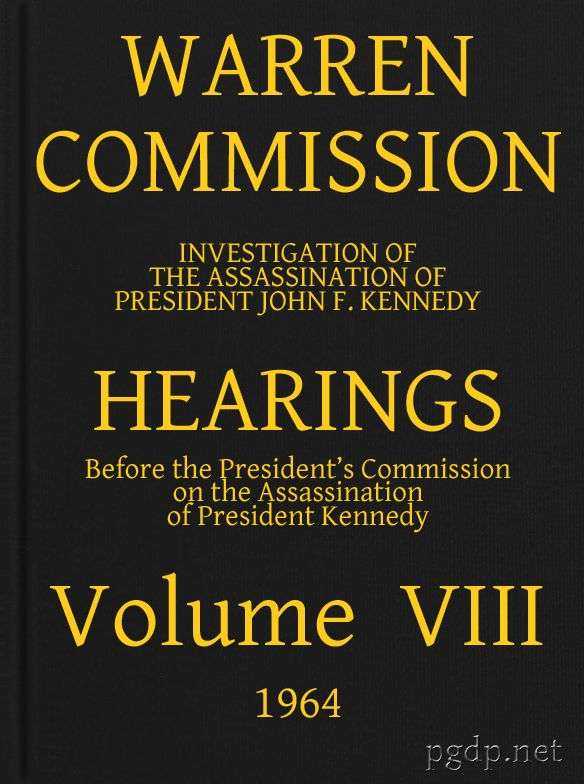 WARREN
COMMISSION
INVESTIGATION OF
THE ASSASSINATION OF
PRESIDENT JOHN F. KENNEDY
HEARINGS
Before the President’s Commission
on the Assassination
of President Kennedy
Volume VIII
1964
pgdp.net